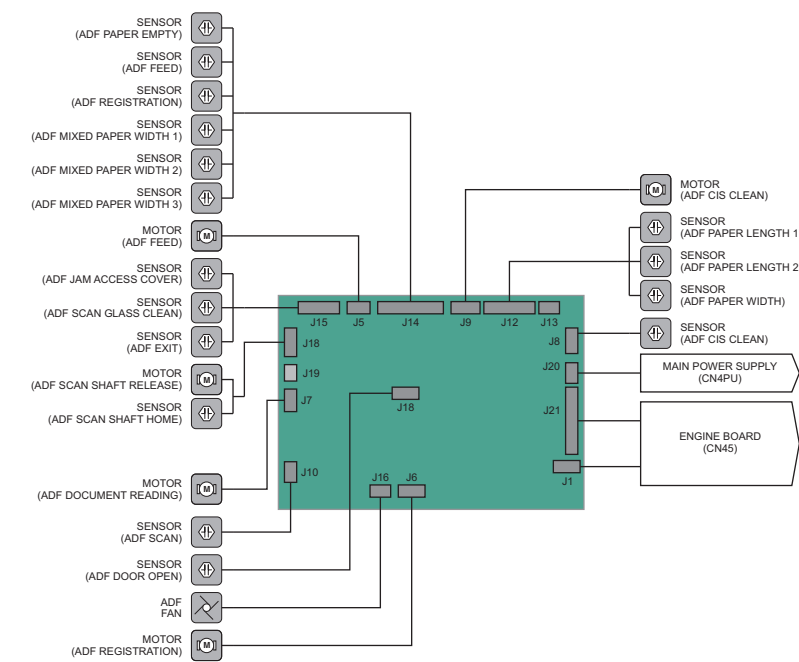 SENSOR
(ADF PAPER EMPTY)
SENSOR
(ADF FEED)
SENSOR
(ADF REGISTRATION)
SENSOR
(ADF MIXED PAPER WIDTH 1)
SENSOR
(ADF MIXED PAPER WIDTH 2)
SENSOR
(ADF MIXED PAPER WIDTH 3)
MOTOR
(ADF FEED)
M
SENSOR
(ADF JAM ACCESS COVER)
SENSOR
(ADF SCAN GLASS CLEAN)
SENSOR
(ADF EXIT)
MOTOR
(ADF SCAN SHAFT RELEASE)
M
SENSOR
(ADF SCAN SHAFT HOME)
MOTOR
(ADF DOCUMENT READING)
M
SENSOR
(ADF SCAN)
SENSOR
(ADF DOOR OPEN)
ADF
FAN
MOTOR
(ADF REGISTRATION)
M
J15
J5
J14
J9
J12
J13
J18
J19
J7
J18
J10
J16
J6
J8
J20
J21
J1
M
MOTOR
(ADF CIS CLEAN)
SENSOR
(ADF PAPER LENGTH 1
SENSOR
(ADF PAPER LENGTH 2
SENSOR
(ADF PAPER WIDTH)
SENSOR
(ADF CIS CLEAN)
MAIN POWER SUPPLY
(CN4PU)
ENGINE BOARD
(CN45)